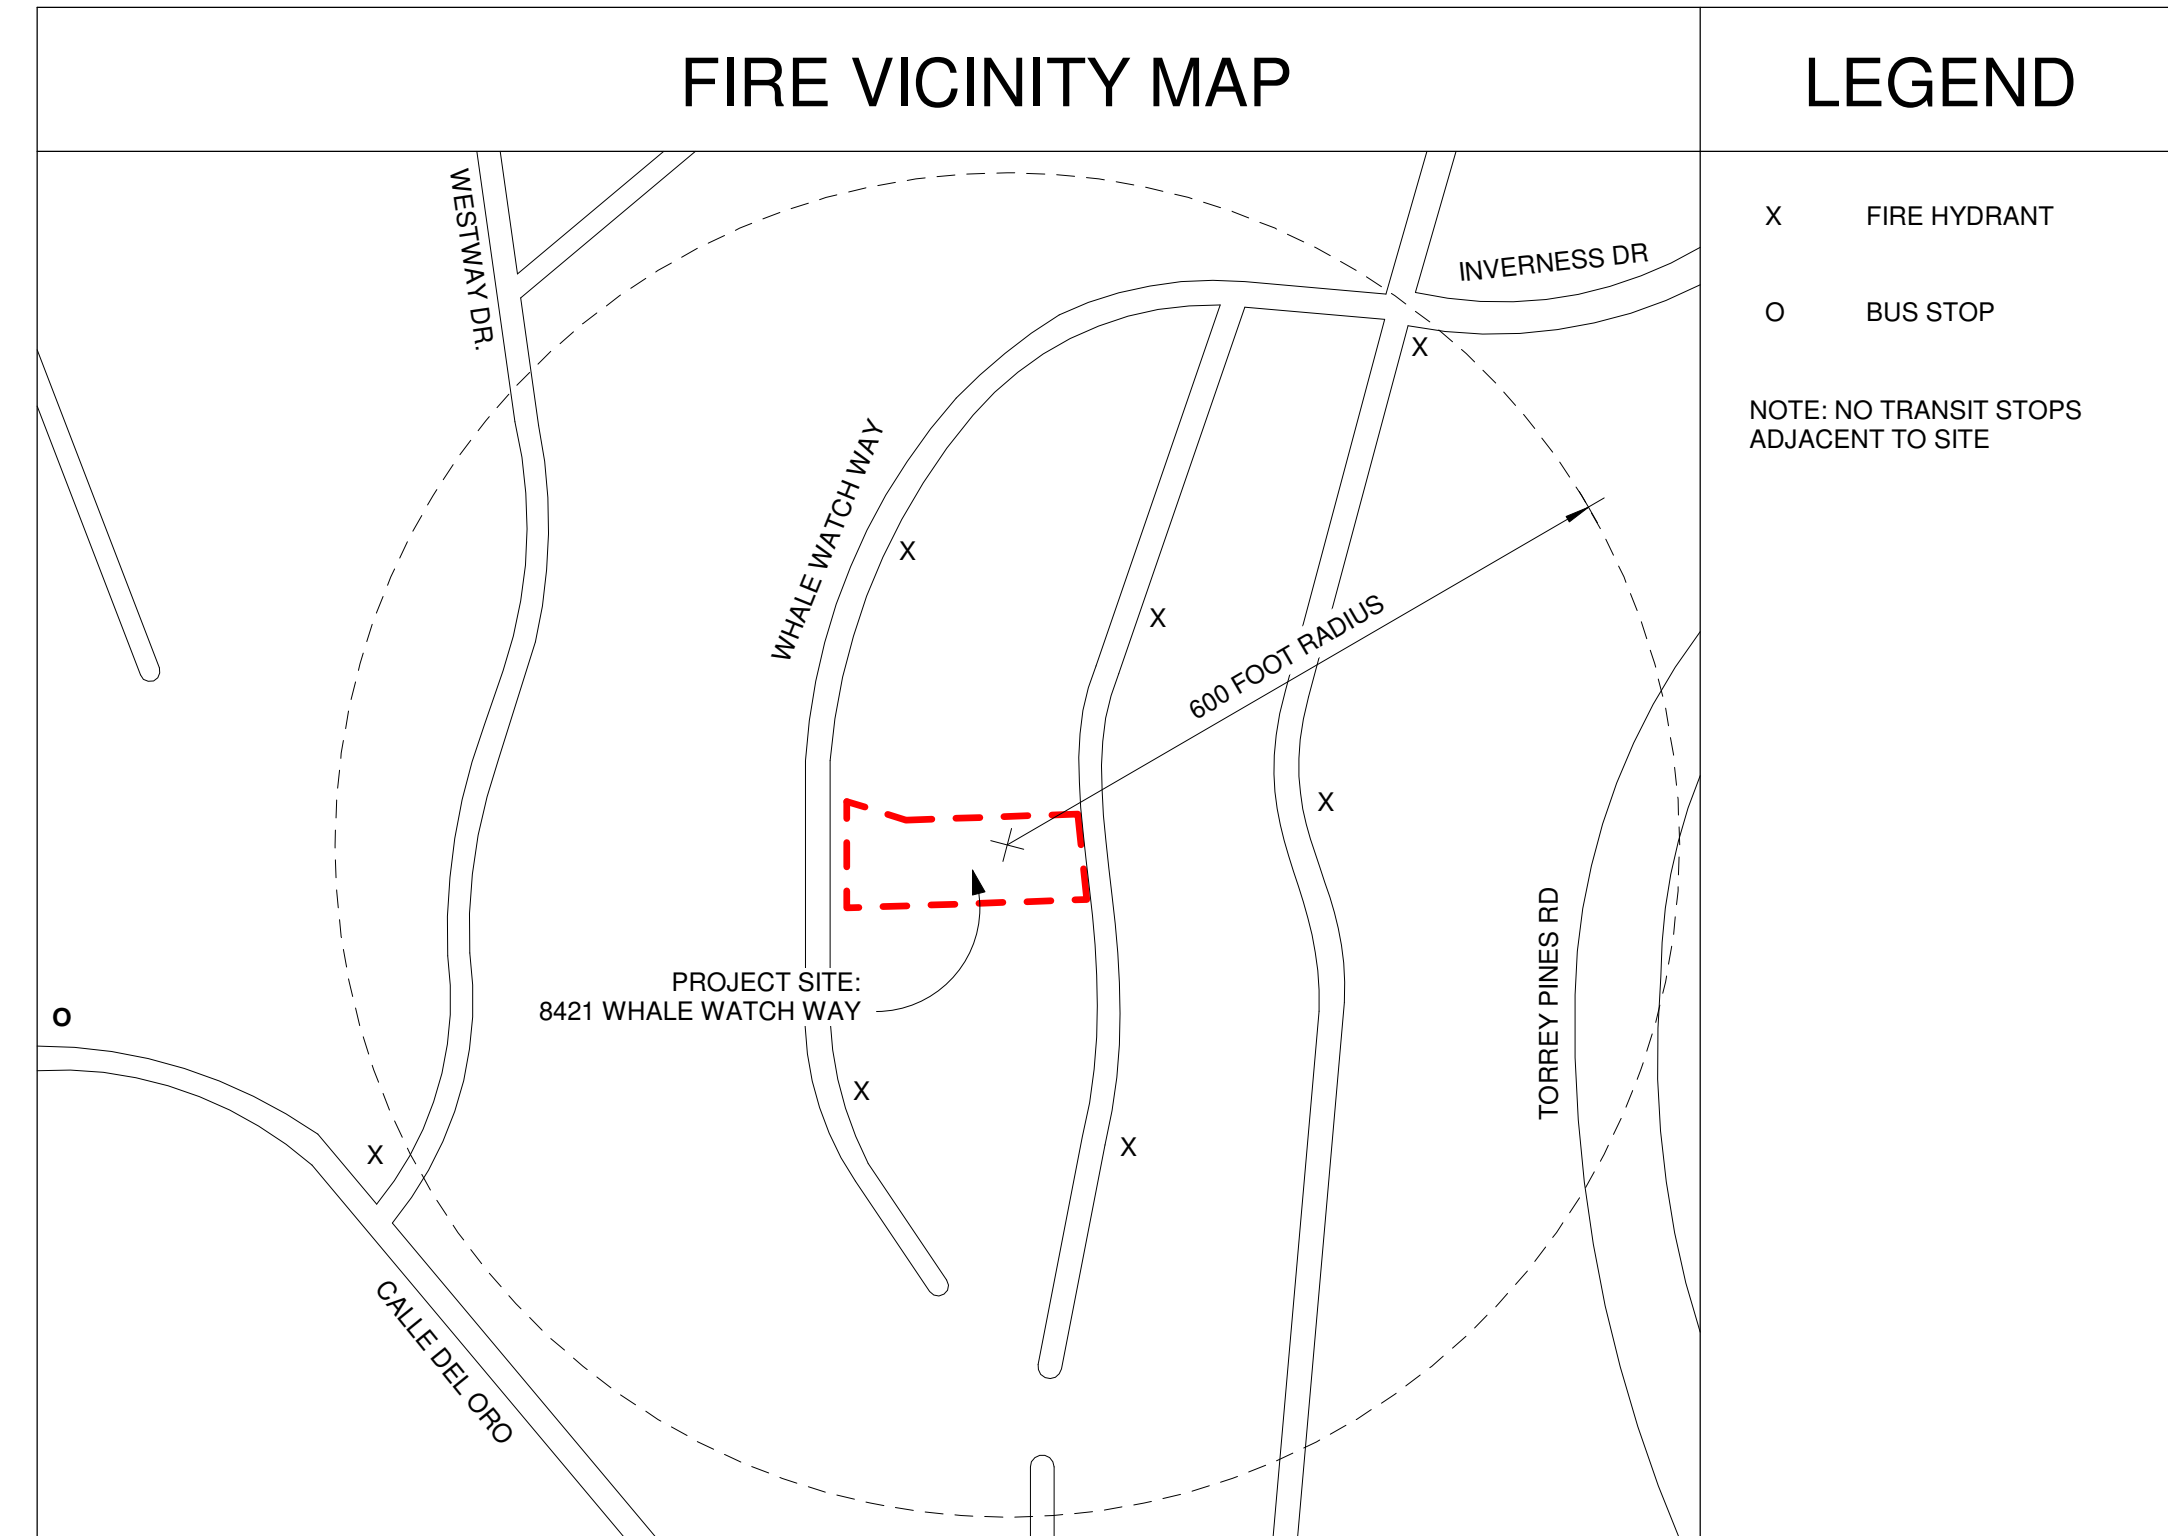 FIRE VICINITY MAP
LEGEND
WESTWAY DR.
INVERNESS DR
X FIRE HYDRANT
O BUS STOP
NOTE: NO TRANSIT STOPS
ADJACENT TO SITE
X
WHALE WATCH WAY
X
X
600 FOOT RADIUS
X
TORREY PINES RD
PROJECT SITE:
8421 WHALE WATCH WAY
O
X
X
X
CALLE DEL ORO